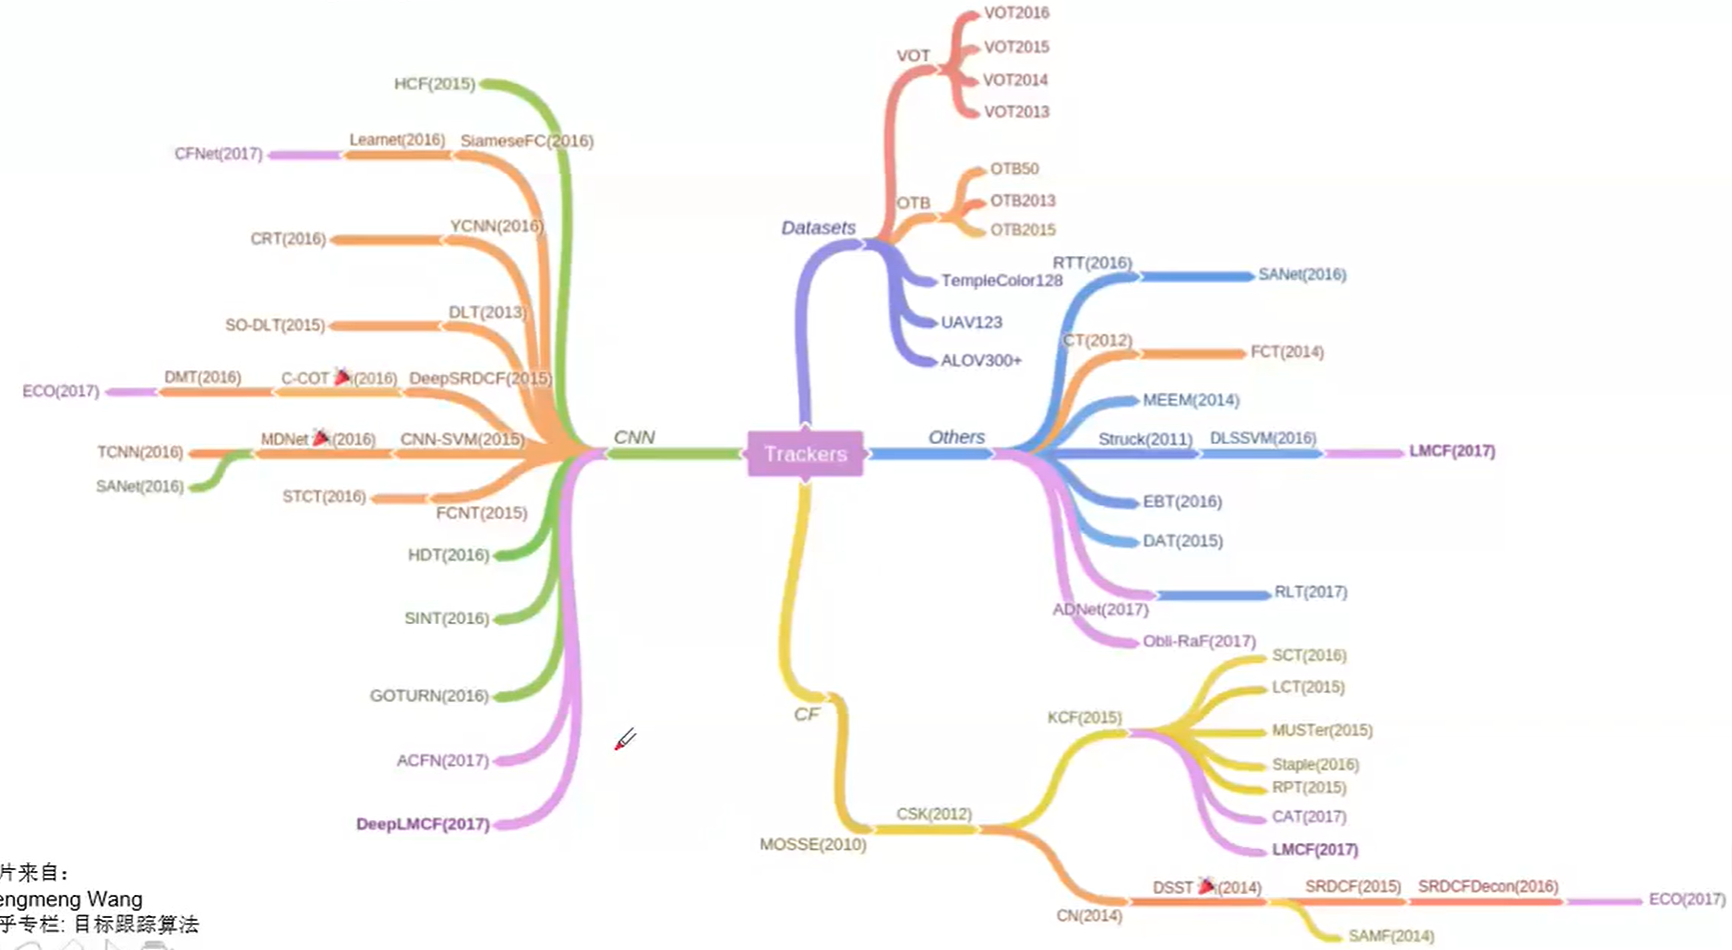 VOT2016
VOT
VOT2015
VOT2014
VOT2013
HCF(2015)
CFNet(2017)
Learnet(2016)
SiameseFC(2016)
OTB50
OTB
OTB2013
OTB2015
Datasets
TempleColor128
UAV123
ALOV300+
CRT(2016)
YCNN(2016)
SO-DLT(2015)
DLT(2013)
ECO(2017)
DMT(2016)
C-COT (2016)
DeepSRDCF(2015)
TCNN(2016)
MDNet (2016)
CNN-SVM(2015)
SANet(2016)
STCT(2016)
FCNT(2015)
CNN
Trackers
Others
RTT(2016)
SANet(2016)
CT(2012)
FCT(2014)
MEEM(2014)
Struck(2011)
DLSSVM(2016)
LMCF(2017)
EBT(2016)
DAT(2015)
RLT(2017)
ADNet(2017)
Obli-RaF(2017)
HDT(2016)
SINT(2016)
GOTURN(2016)
ACFN(2017)
DeepLMCF(2017)
CF
MOSSE(2010)
CSK(2012)
KCF(2015)
SCT(2016)
LCT(2015)
MUSTer(2015)
Staple(2016)
RPT(2015)
CAT(2017)
LMCF(2017)
CN(2014)
DSST (2014)
SRDCF(2015)
SRDCFDecon(2016)
ECO(2017)
SAMF(2014)
片来自：
engmeng Wang
乎专栏: 目标跟踪算法